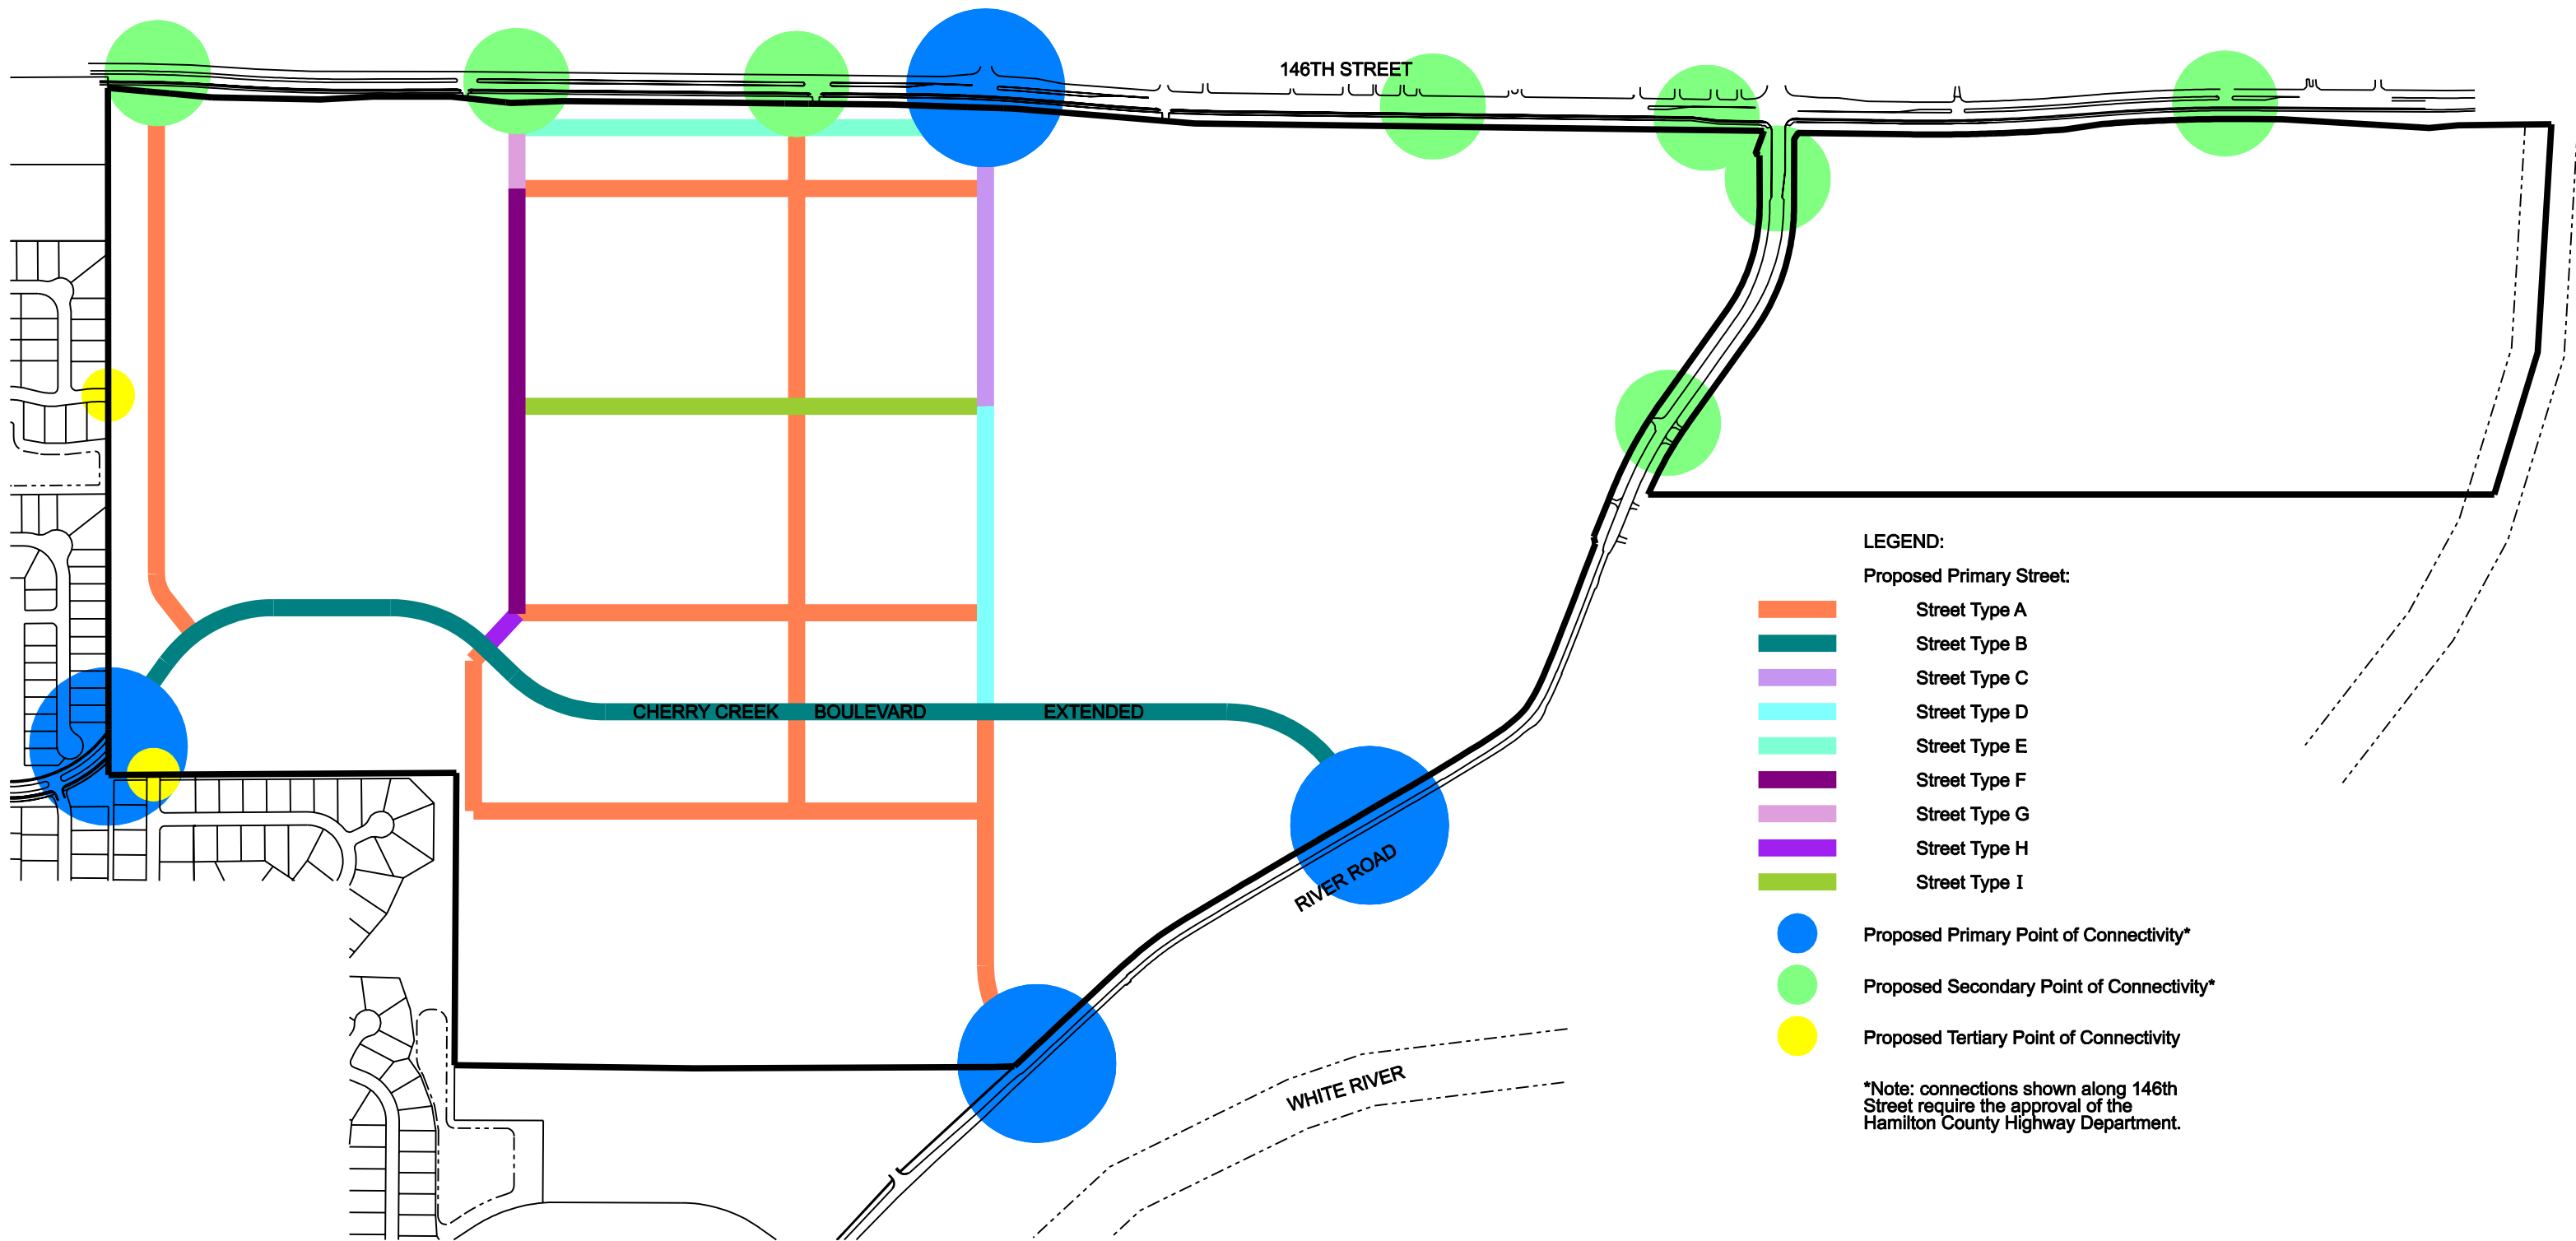 146TH STREET
LEGEND:
Proposed Primary Street:
Street Type A
Street Type B
Street Type C
CHERRY CREEK BOULEVARD EXTENDED
Street Type D
Street Type E
Street Type F
Street Type G
Street Type H
RIVER ROAD
Street Type I
Proposed Primary Point of Connectivity*
Proposed Secondary Point of Connectivity*
Proposed Tertiary Point of Connectivity
WHITE RIVER
*Note: connections shown along 146th
Street require the approval of the
Hamilton County Highway Department.